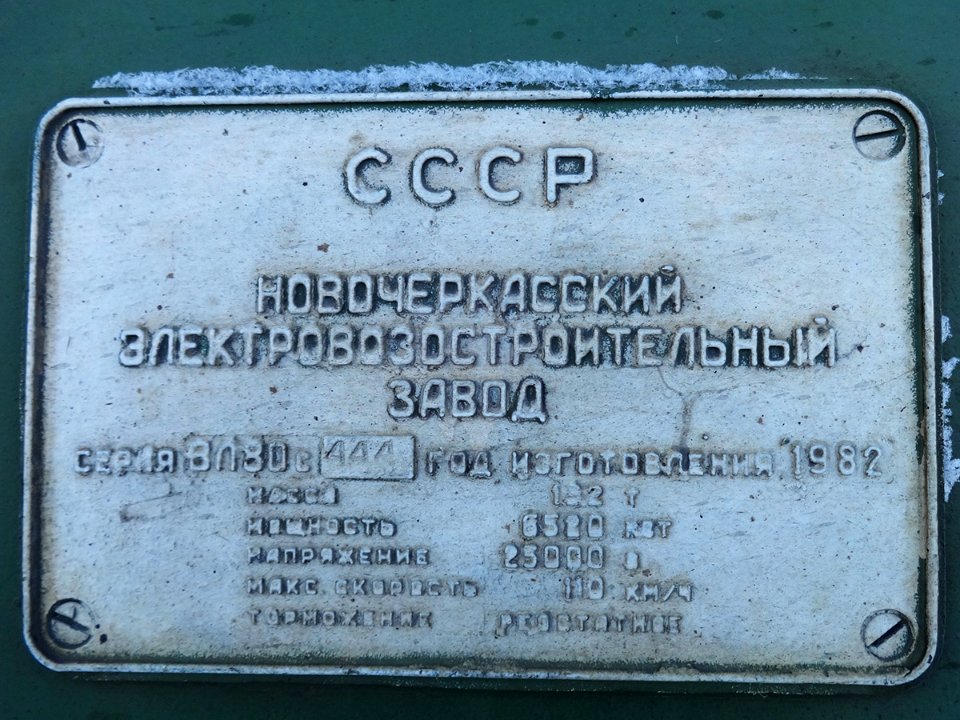 СССР
НОВОЧЕРКАССКИЙ
ЭЛЕКТРОВОЗОСТРОИТЕЛЬНЫЙ
ЗАВОД
СЕРИЯ ВЛ80С 444 ГОД ИЗГОТОВЛЕНИЯ 1982
МАССА 192 Т
МОЩНОСТЬ 6520 КВТ
НАПРЯЖЕНИЕ 25000 В
МАКС. СКОРОСТЬ 110 КМ/Ч
ТОРМОЖЕНИЕ РЕОСТАТНОЕ